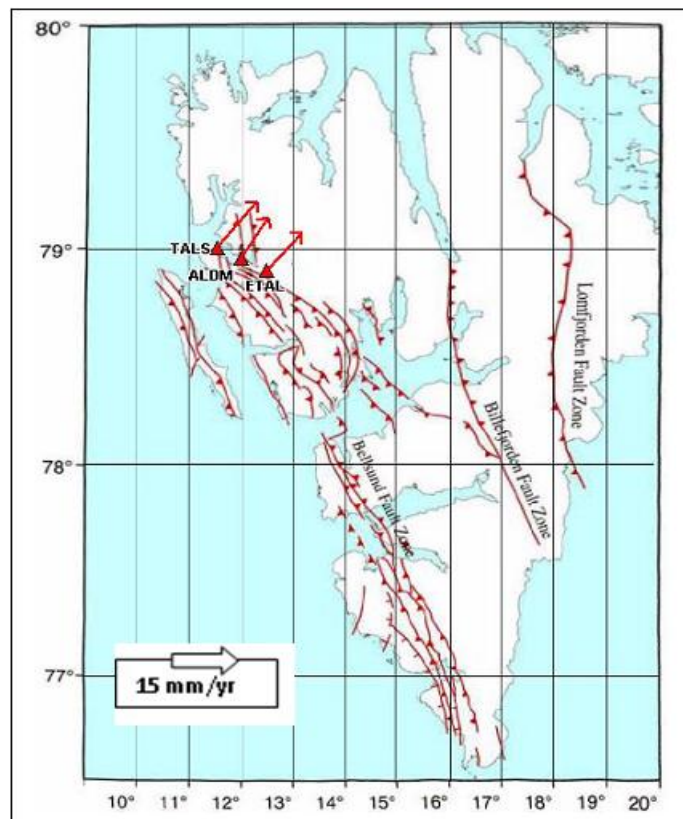 80°
79°
TALS
ALDM
ETAL
Lomfjorden Fault Zone
78°
Billefjorden Fault Zone
Bellsund Fault Zone
77°
15 mm/yr
10° 11° 12° 13° 14° 15° 16° 17° 18° 19° 20°